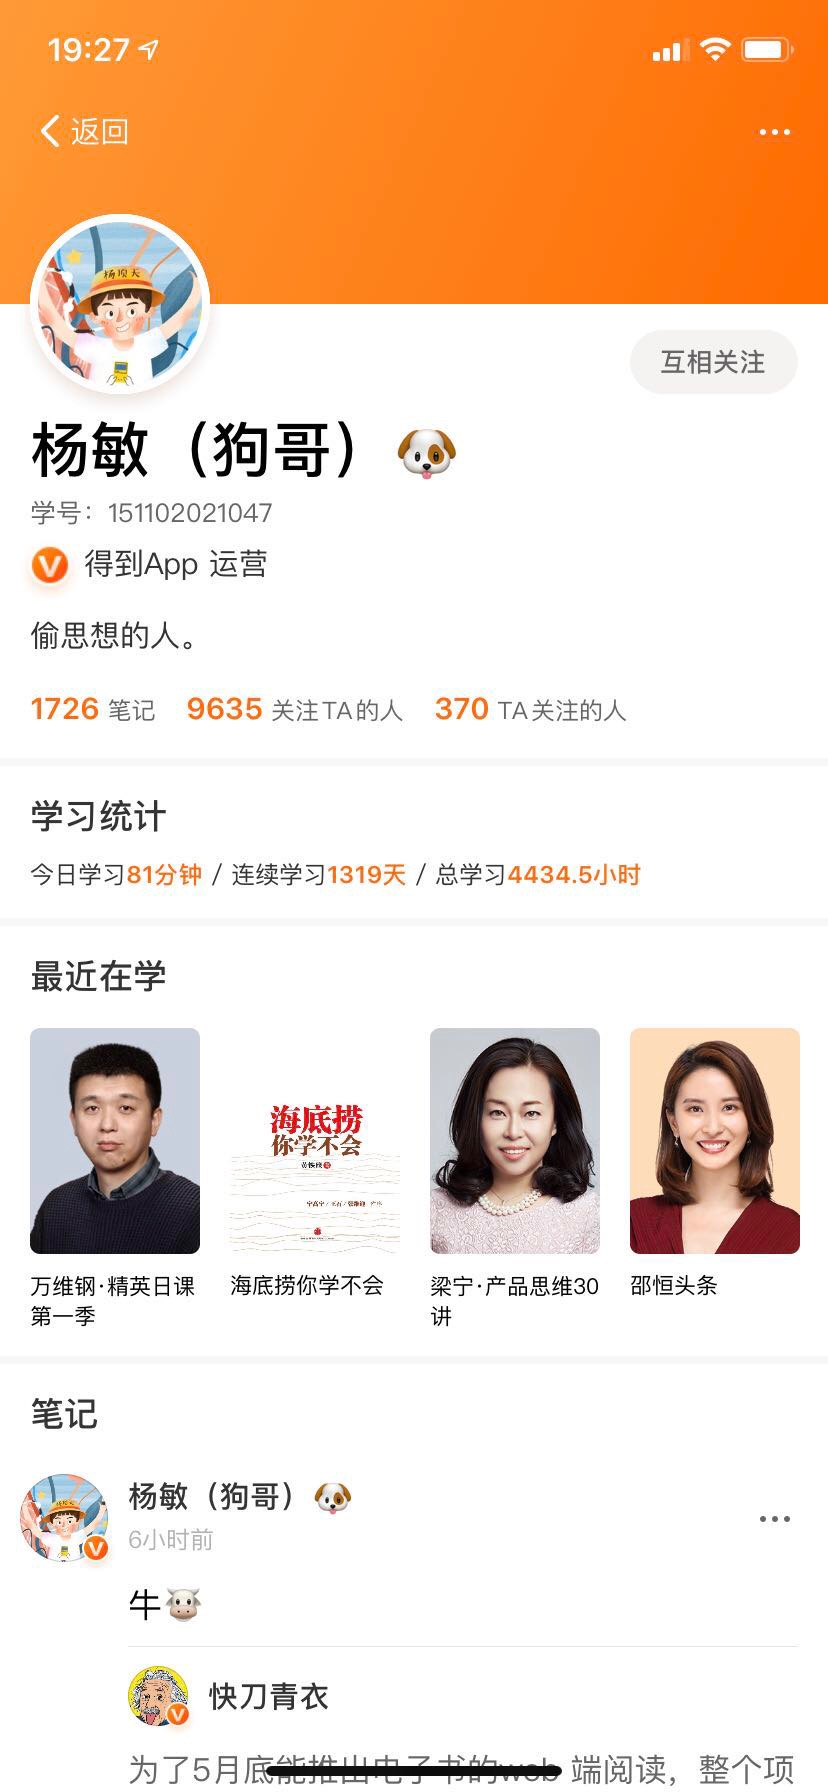 19:27
返回
杨顶天
互相关注
杨敏（狗哥）🐶
学号：151102021047
得到App 运营
偷思想的人。
1726 笔记 9635 关注TA的人 370 TA关注的人
学习统计
今日学习81分钟 / 连续学习1319天 / 总学习4434.5小时
最近在学
海底捞
你学不会
万维钢·精英日课
第一季
海底捞你学不会
梁宁·产品思维30
讲
邵恒头条
笔记
杨敏（狗哥）🐶
6小时前
牛🐮
快刀青衣
为了5月底能推出电子书的web 端阅读，整个项